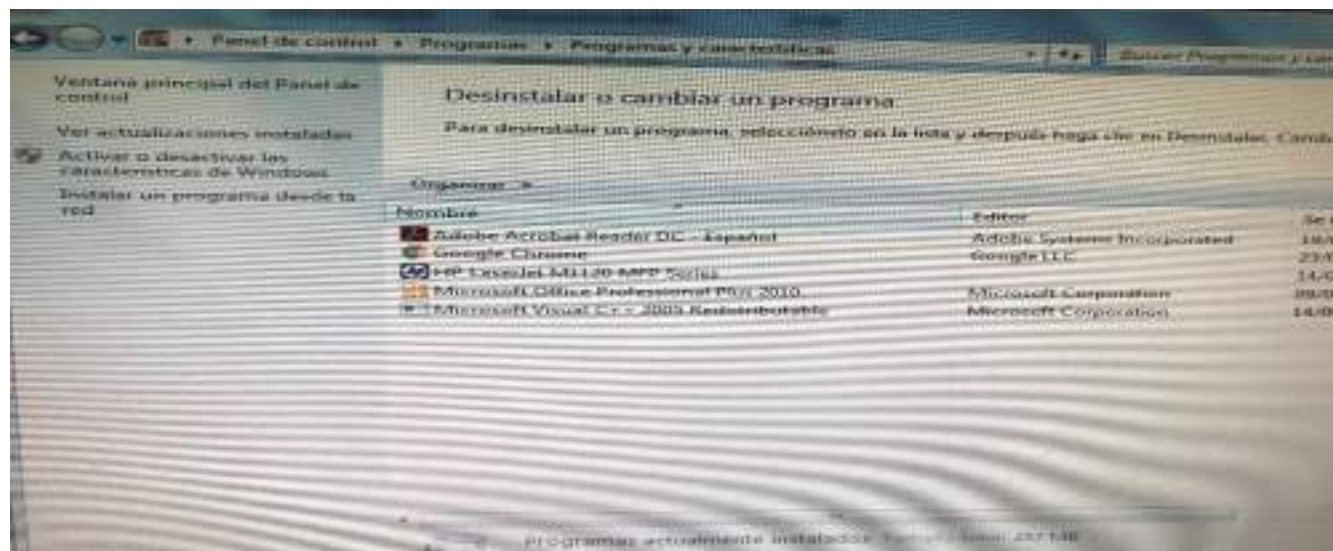 Panel de control ▸ Programas ▸ Programas y características
Buscar Programas y
Ventana principal del Panel de
control
Ver actualizaciones instaladas
Activar o desactivar las
características de Windows
Instalar un programa desde la
red
Desinstalar o cambiar un programa
Para desinstalar un programa, selecciónelo en la lista y después haga clic en Desinstalar,
Organizar
Nombre Editor Se
Adobe Acrobat Reader DC - Español Adobe Systems Incorporated
Google Chrome Google LLC
HP LaserJet M1120 MFP Series
Microsoft Office Professional Plus 2010 Microsoft Corporation
Microsoft Visual C++ 2005 Redistributable Microsoft Corporation
Programas actualmente instalados